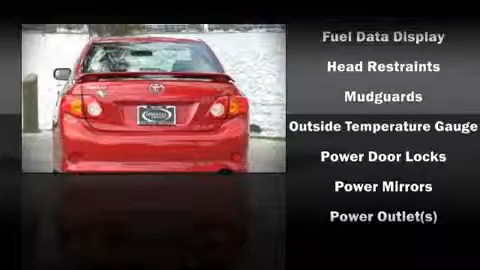 Fuel Data Display
Head Restraints
Mudguards
Outside Temperature Gauge
Power Door Locks
Power Mirrors
Power Outlet(s)